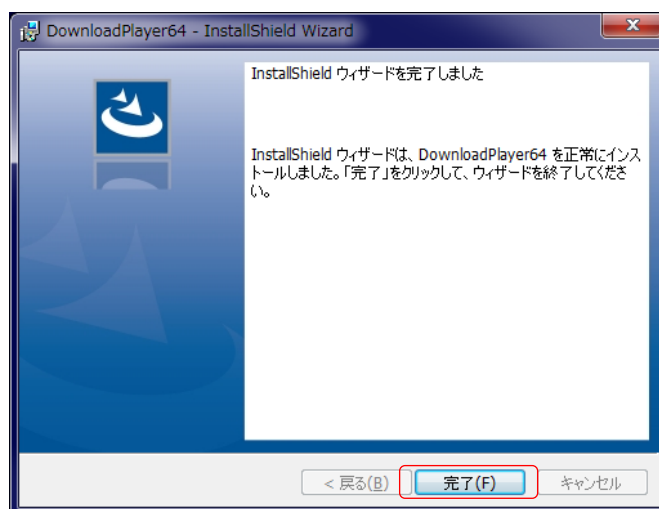 DownloadPlayer64 - InstallShield Wizard
InstallShield ウィザードを完了しました
InstallShield ウィザードは、DownloadPlayer64 を正常にインス
トールしました。「完了」をクリックして、ウィザードを終了してくださ
い。
< 戻る(B) 完了(F) キャンセル